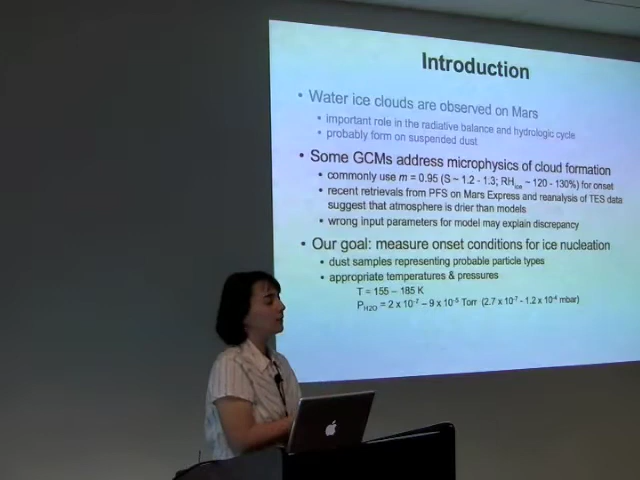 Introduction
• Water ice clouds are observed on Mars
• important role in the radiative balance and hydrologic cycle
• probably form on suspended dust
• Some GCMs address microphysics of cloud formation
• commonly use m = 0.95 (S ~ 1.2 - 1.3; RHice ~ 120 - 130%) for onset
• recent retrievals from PFS on Mars Express and reanalysis of TES data
suggest that atmosphere is drier than models
• wrong input parameters for model may explain discrepancy
• Our goal: measure onset conditions for ice nucleation
• dust samples representing probable particle types
• appropriate temperatures & pressures
T = 155 – 185 K
PH2O = 2 x 10⁻⁷ – 9 x 10⁻⁵ Torr (2.7 x 10⁻⁷ - 1.2 x 10⁻⁴ mbar)